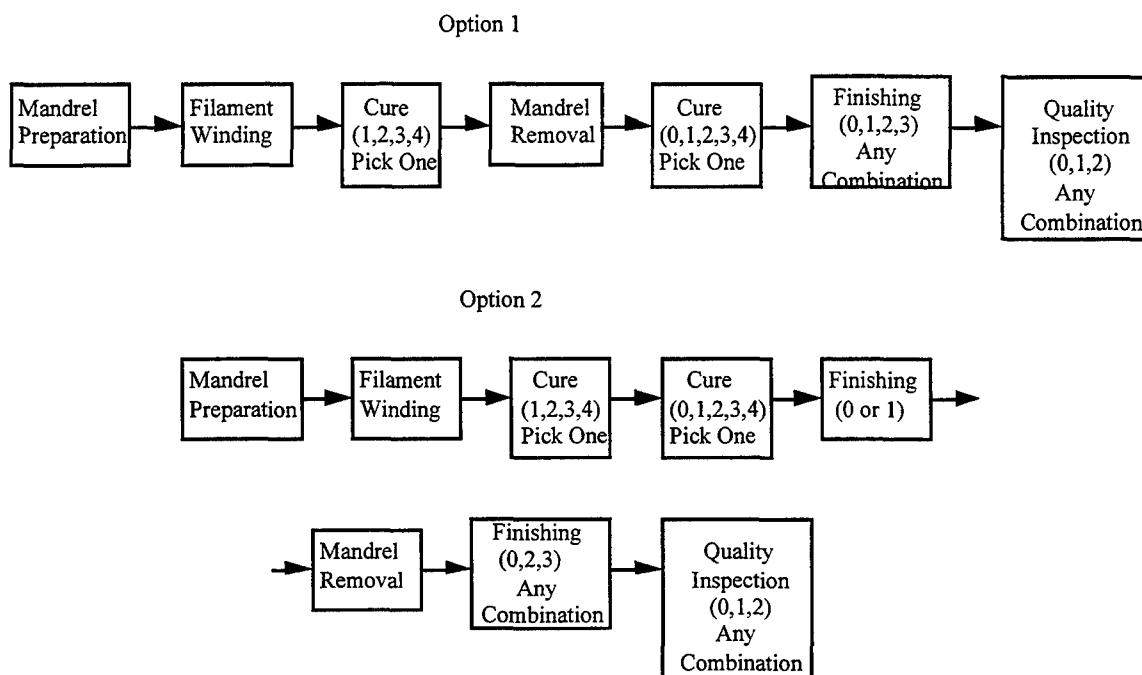 Option 1
Mandrel
Preparation
Filament
Winding
Cure
(1,2,3,4)
Pick One
Mandrel
Removal
Cure
(0,1,2,3,4)
Pick One
Finishing
(0,1,2,3)
Any
Combination
Quality
Inspection
(0,1,2)
Any
Combination
Option 2
Mandrel
Preparation
Filament
Winding
Cure
(1,2,3,4)
Pick One
Cure
(0,1,2,3,4)
Pick One
Finishing
(0 or 1)
Mandrel
Removal
Finishing
(0,2,3)
Any
Combination
Quality
Inspection
(0,1,2)
Any
Combination